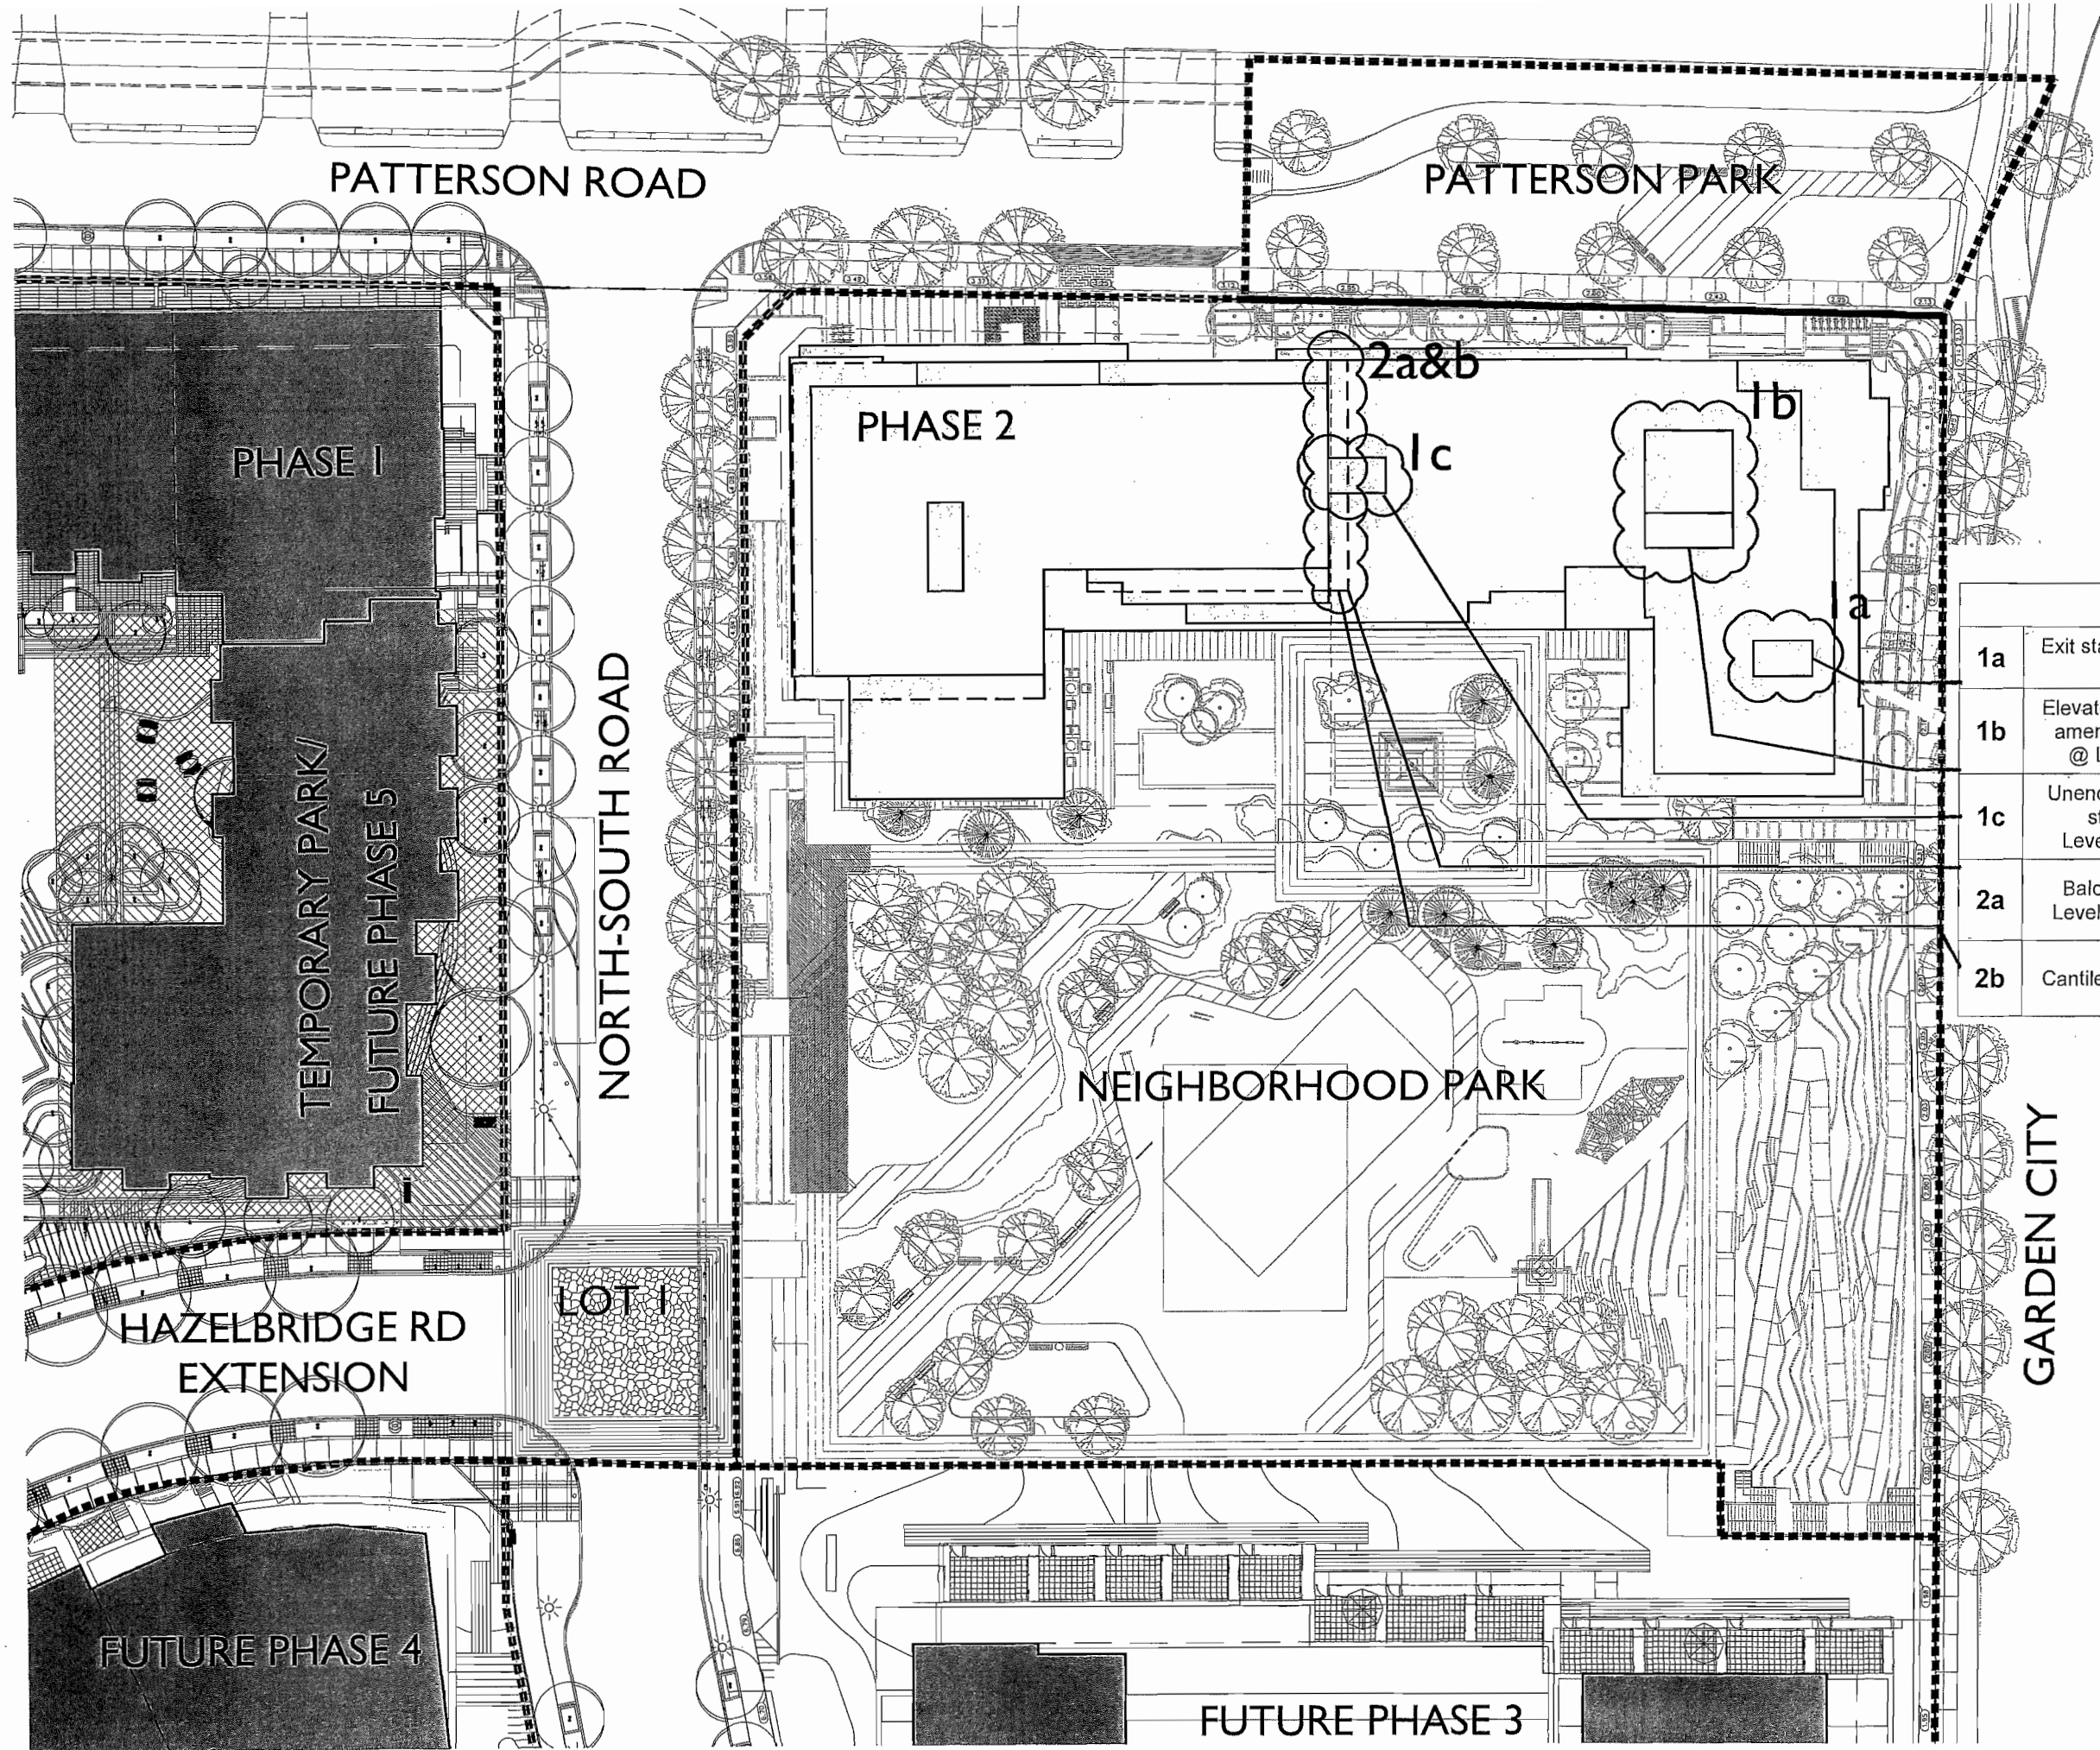 PATTERSON ROAD
PATTERSON PARK
2a&b
1b
PHASE 2
1c
PHASE 1
1a
1a Exit sta
1b Elevat
amer
@ L
1c Unenc
st
Leve
2a Balc
Level
2b Cantile
TEMPORARY PARK/
FUTURE PHASE 5
NORTH-SOUTH ROAD
NEIGHBORHOOD PARK
GARDEN CITY
LOT 1
HAZELBRIDGE RD
EXTENSION
FUTURE PHASE 4
FUTURE PHASE 3